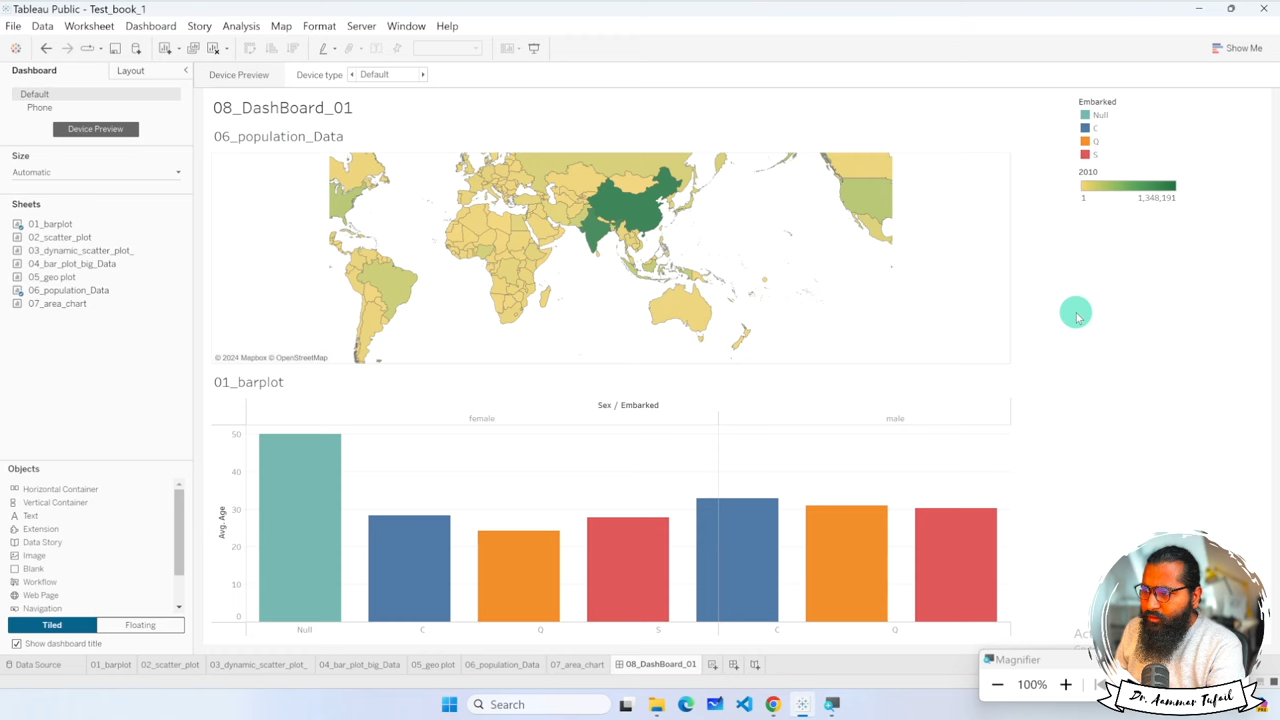 Tableau Public - Test_book_1
File Data Worksheet Dashboard Story Analysis Map Format Server Window Help
Show Me
Dashboard Layout
Device Preview Device type Default
Default
Phone
Device Preview
Size
Automatic
Sheets
01_barplot
02_scatter_plot
03_dynamic_scatter_plot_
04_bar_plot_big_Data
05_geo plot
06_population_Data
07_area_chart
Objects
Horizontal Container
Vertical Container
Text
Extension
Data Story
Image
Blank
Workflow
Web Page
Navigation
Tiled Floating
Show dashboard title
08_DashBoard_01
06_population_Data
© 2024 Mapbox © OpenStreetMap
01_barplot
Sex / Embarked
female male
50
40
30
20
10
0
Avg. Age
Null C Q S C Q
Embarked
Null
C
Q
S
2010
1 1,348,191
Data Source 01_barplot 02_scatter_plot 03_dynamic_scatter_plot_ 04_bar_plot_big_Data 05_geo plot 06_population_Data 07_area_chart 08_DashBoard_01
Magnifier
100%
Search
Dr. Aammar Tufail